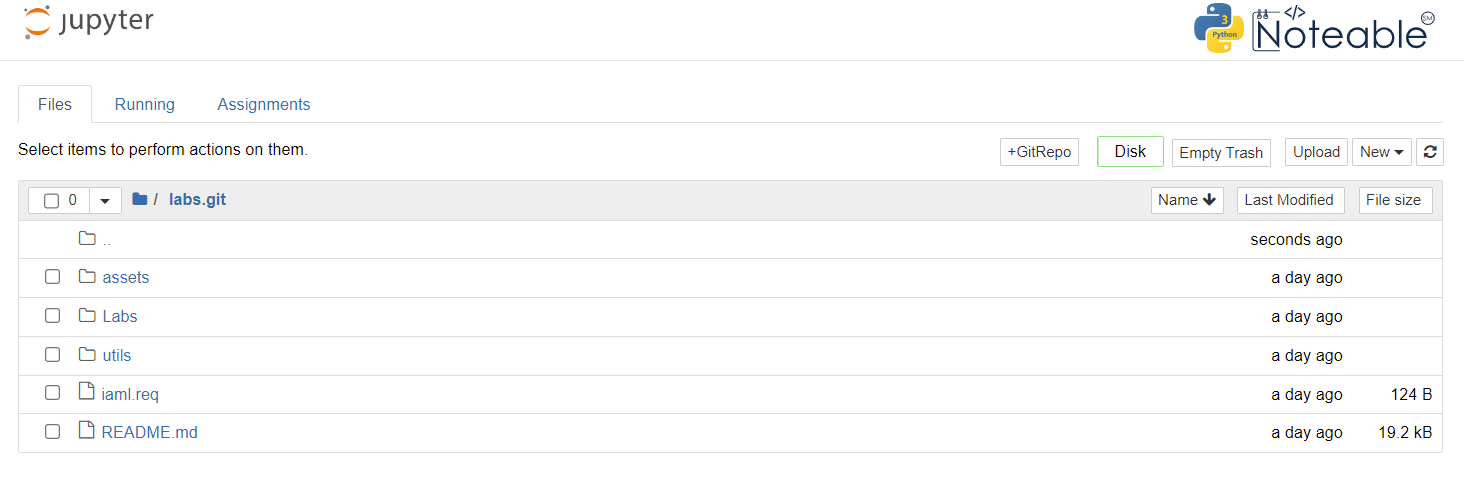 jupyter
3
Python
</>
Noteable
SM
Files Running Assignments
Select items to perform actions on them.
+GitRepo Disk Empty Trash Upload New
0 / labs.git Name Last Modified File size
.. seconds ago
assets a day ago
Labs a day ago
utils a day ago
iaml.req a day ago 124 B
README.md a day ago 19.2 kB